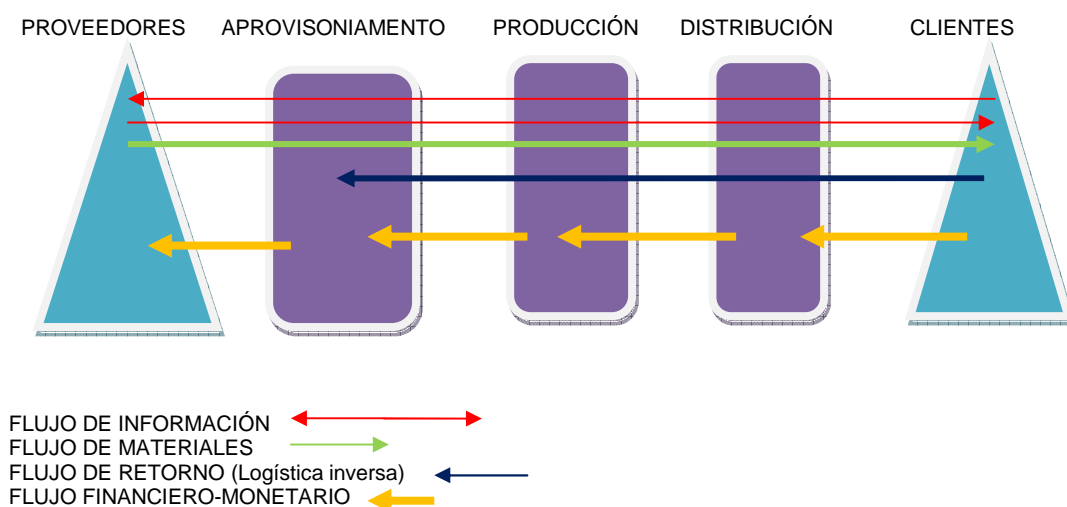 PROVEEDORES APROVISONIAMENTO PRODUCCIÓN DISTRIBUCIÓN CLIENTES
FLUJO DE INFORMACIÓN
FLUJO DE MATERIALES
FLUJO DE RETORNO (Logística inversa)
FLUJO FINANCIERO-MONETARIO